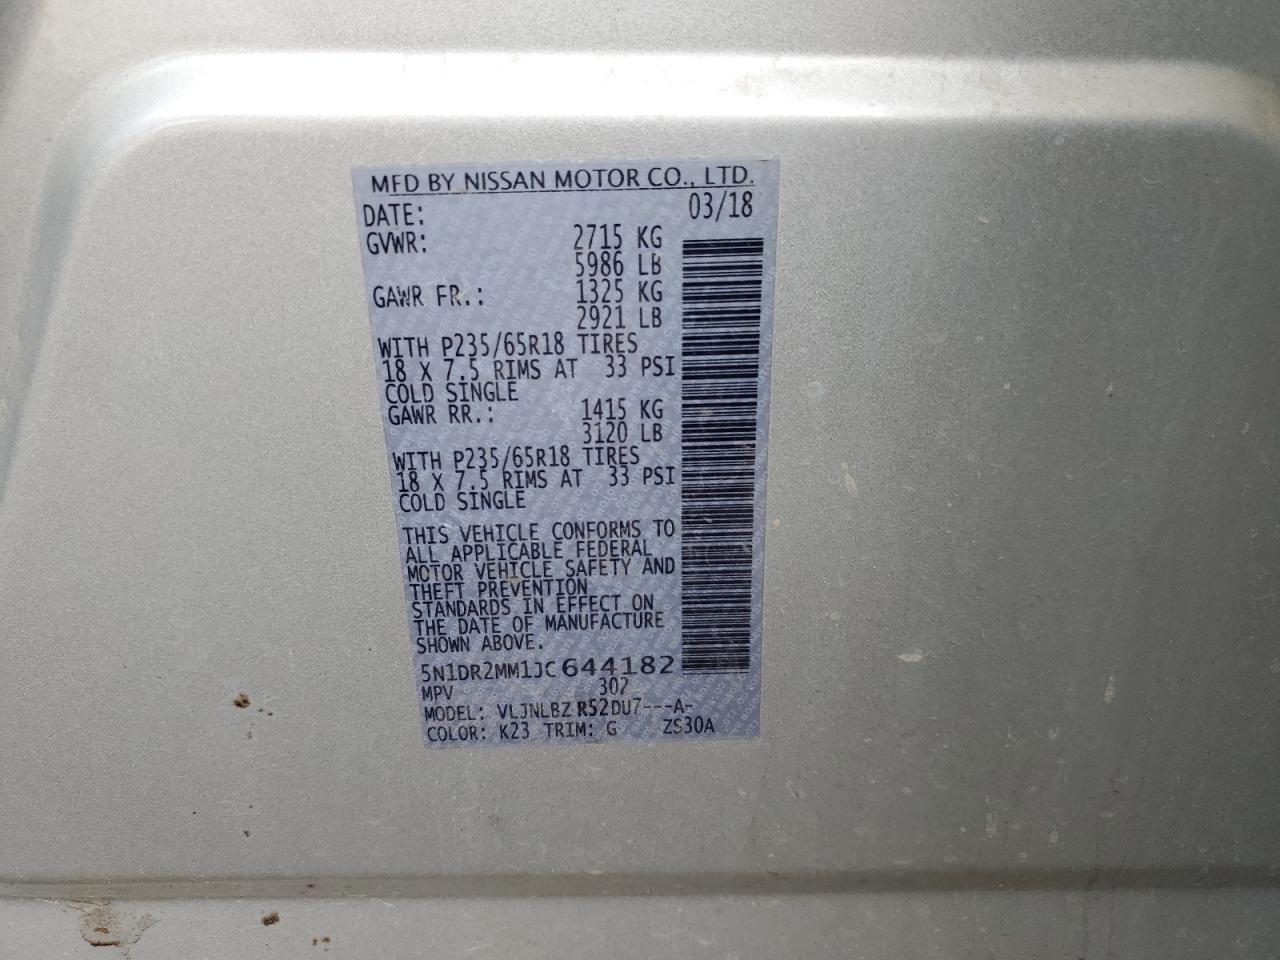 MFD BY NISSAN MOTOR CO., LTD.
DATE: 03/18
GVWR: 2715 KG
5986 LB
GAWR FR.: 1325 KG
2921 LB
WITH P235/65R18 TIRES
18 X 7.5 RIMS AT 33 PSI
COLD SINGLE
GAWR RR.: 1415 KG
3120 LB
WITH P235/65R18 TIRES
18 X 7.5 RIMS AT 33 PSI
COLD SINGLE
THIS VEHICLE CONFORMS TO
ALL APPLICABLE FEDERAL
MOTOR VEHICLE SAFETY AND
THEFT PREVENTION
STANDARDS IN EFFECT ON
THE DATE OF MANUFACTURE
SHOWN ABOVE.
5N1DR2MM1JC644182
MPV 302
MODEL: VLJNLBZ R52DU7---A-
COLOR: K23 TRIM: G ZS30A